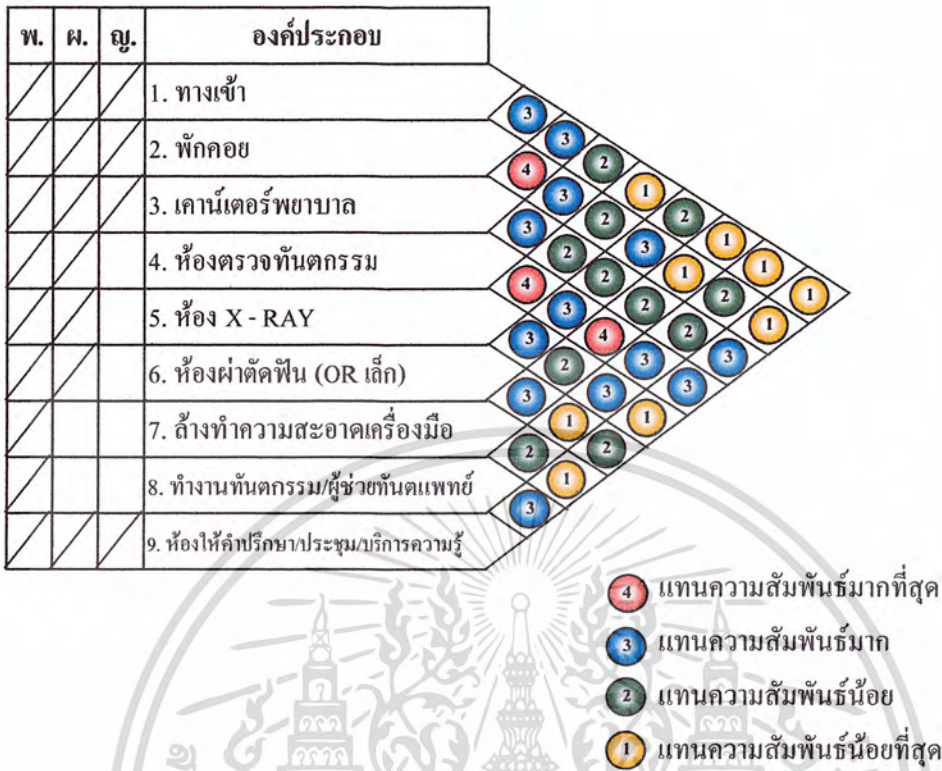 พ. ผ. ญ. องค์ประกอบ
1. ทางเข้า
2. พักคอย
3. เคาน์เตอร์พยาบาล
4. ห้องตรวจทันตกรรม
5. ห้อง X - RAY
6. ห้องผ่าตัดฟัน (OR เล็ก)
7. ล้างทำความสะอาดเครื่องมือ
8. ทำงานทันตกรรม/ผู้ช่วยทันตแพทย์
9. ห้องให้คำปรึกษา/ประชุม/บริการความรู้
3
3
2
4
1
3
2
2
1
3
3
1
2
1
1
4
2
2
1
3
2
2
3
4
3
3
2
3
3
3
1
1
2
2
1
3
4 แทนความสัมพันธ์มากที่สุด
3 แทนความสัมพันธ์มาก
2 แทนความสัมพันธ์น้อย
1 แทนความสัมพันธ์น้อยที่สุด